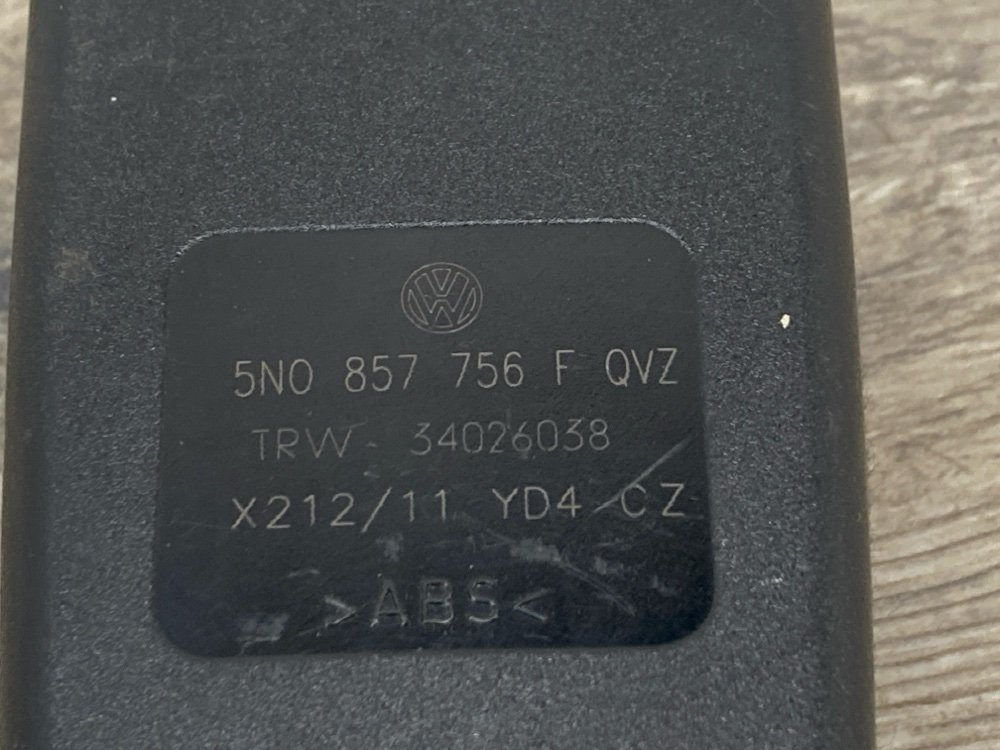 5N0 857 756 F QVZ
TRW - 34026038
X212/11 YD4 CZ
>ABS<